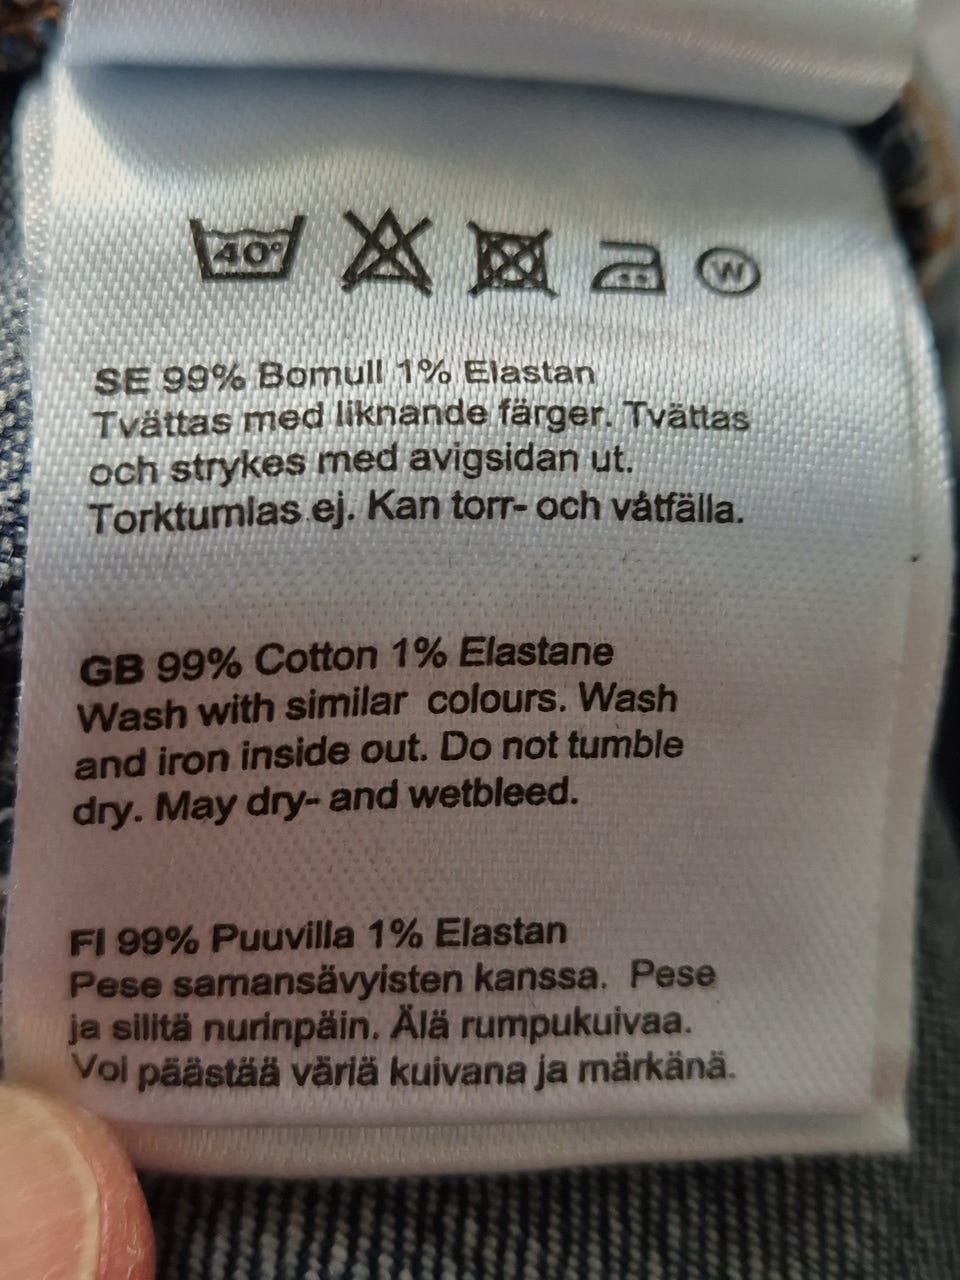 40°
W
SE 99% Bomull 1% Elastan
Tvättas med liknande färger. Tvättas
och strykes med avigsidan ut.
Torktumlas ej. Kan torr- och våtfälla.
GB 99% Cotton 1% Elastane
Wash with similar colours. Wash
and iron inside out. Do not tumble
dry. May dry- and wetbleed.
FI 99% Puuvilla 1% Elastan
Pese samansävyisten kanssa. Pese
ja silitä nurinpäin. Älä rumpukuivaa.
Voi päästää väriä kuivana ja märkänä.